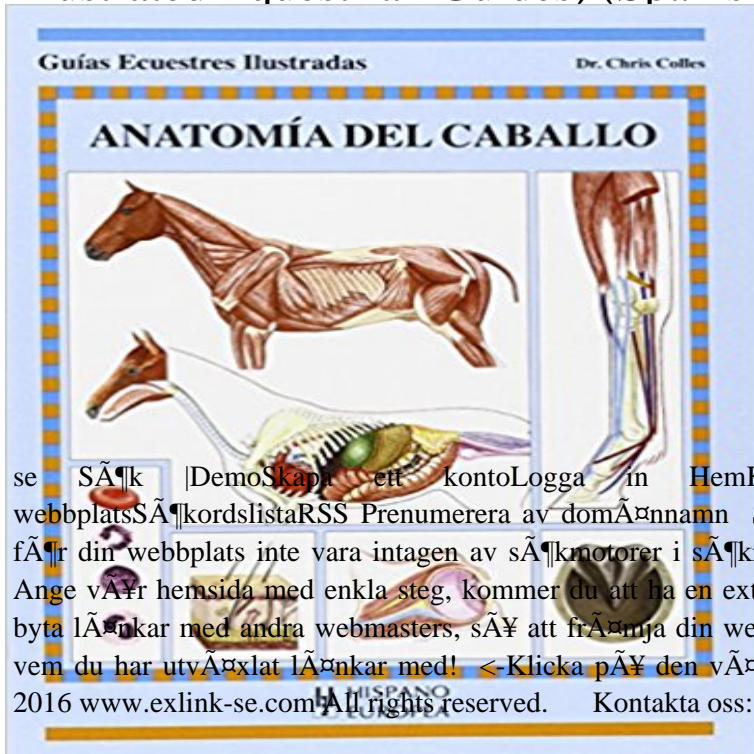 Guías Ecuestres Ilustradas
Dr. Chris Colles
ANATOMÍA DEL CABALLO
se SÃ¶k |DemoSkapa ett kontoLogga in Hem
webbplatsSÃ¶kordslistaRSS Prenumerera av domÃ¤nnamn
fÃ¶r din webbplats inte vara intagen av sÃ¶kmotorer i
Ange vÃ¥r hemsida med enkla steg, kommer du att ha en
byta lÃ¤nkar med andra webmasters, sÃ¥ att frÃ¤mja din
vem du har utvÃ¤xlat lÃ¤nkar med! <-Klicka pÃ¥ den
2016 www.exlink-se.com All rights reserved. Kontakta oss:
HISPANO
EUROPEA